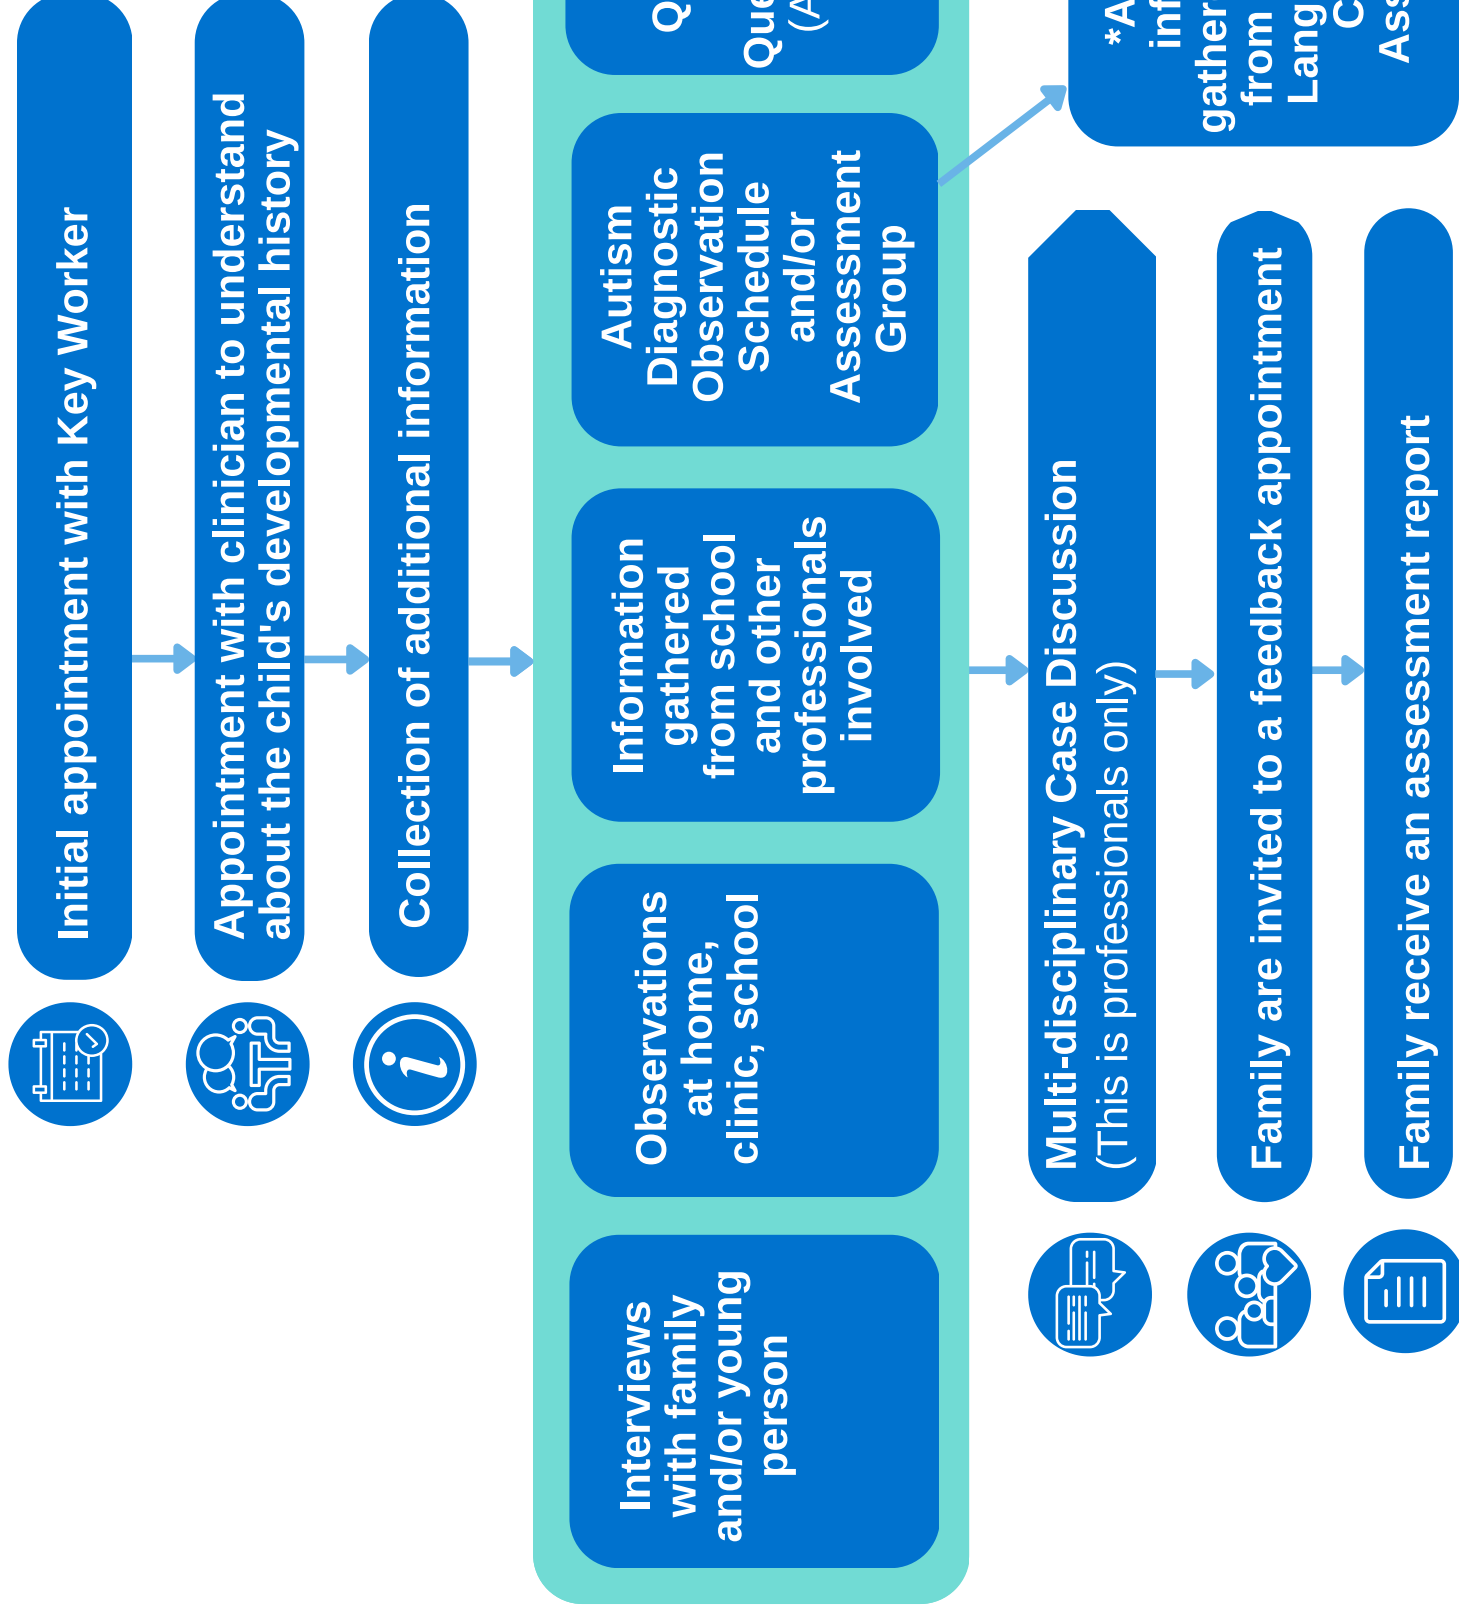 Initial appointment with Key Worker
Appointment with clinician to understand
about the child's developmental history
Collection of additional information
Interviews
with family
and/or young
person
Observations
at home,
clinic, school
Information
gathered
from school
and other
professionals
involved
Autism
Diagnostic
Observation
Schedule
and/or
Assessment
Group
from
Multi-disciplinary Case Discussion
(This is professionals only)
Family are invited to a feedback appointment
Family receive an assessment report